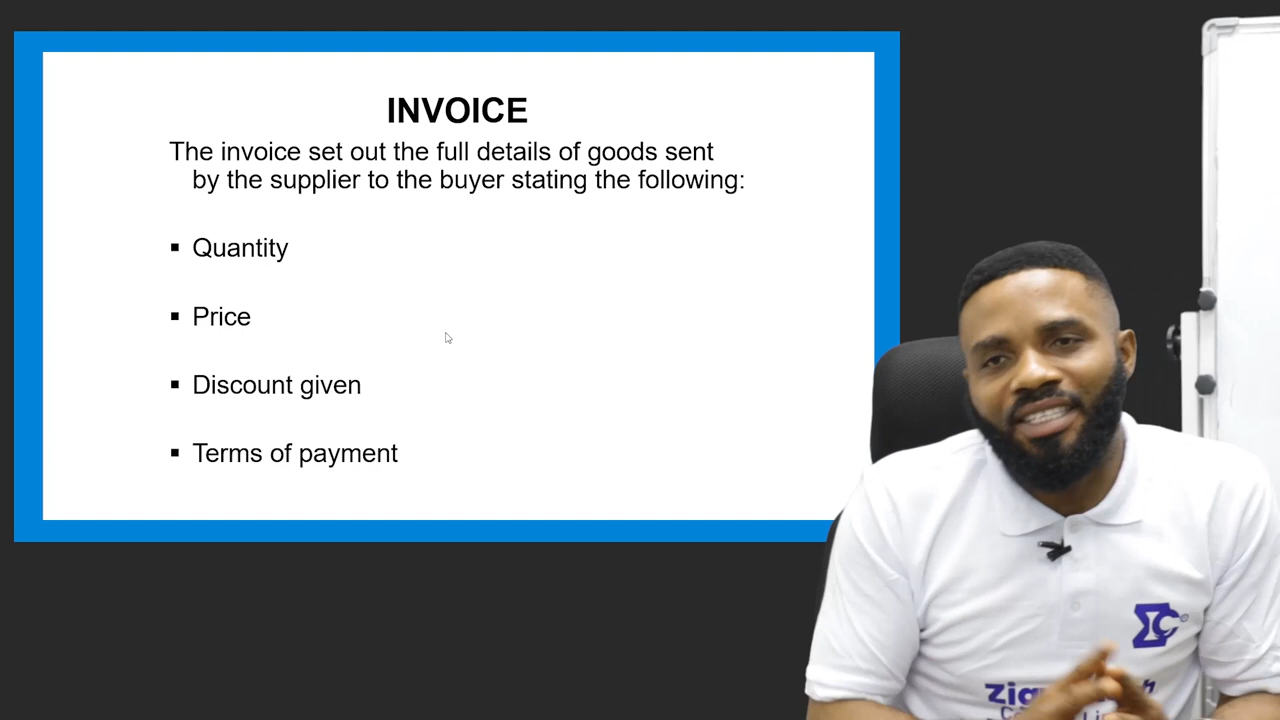 INVOICE
The invoice set out the full details of goods sent
by the supplier to the buyer stating the following:
▪ Quantity
▪ Price
▪ Discount given
▪ Terms of payment